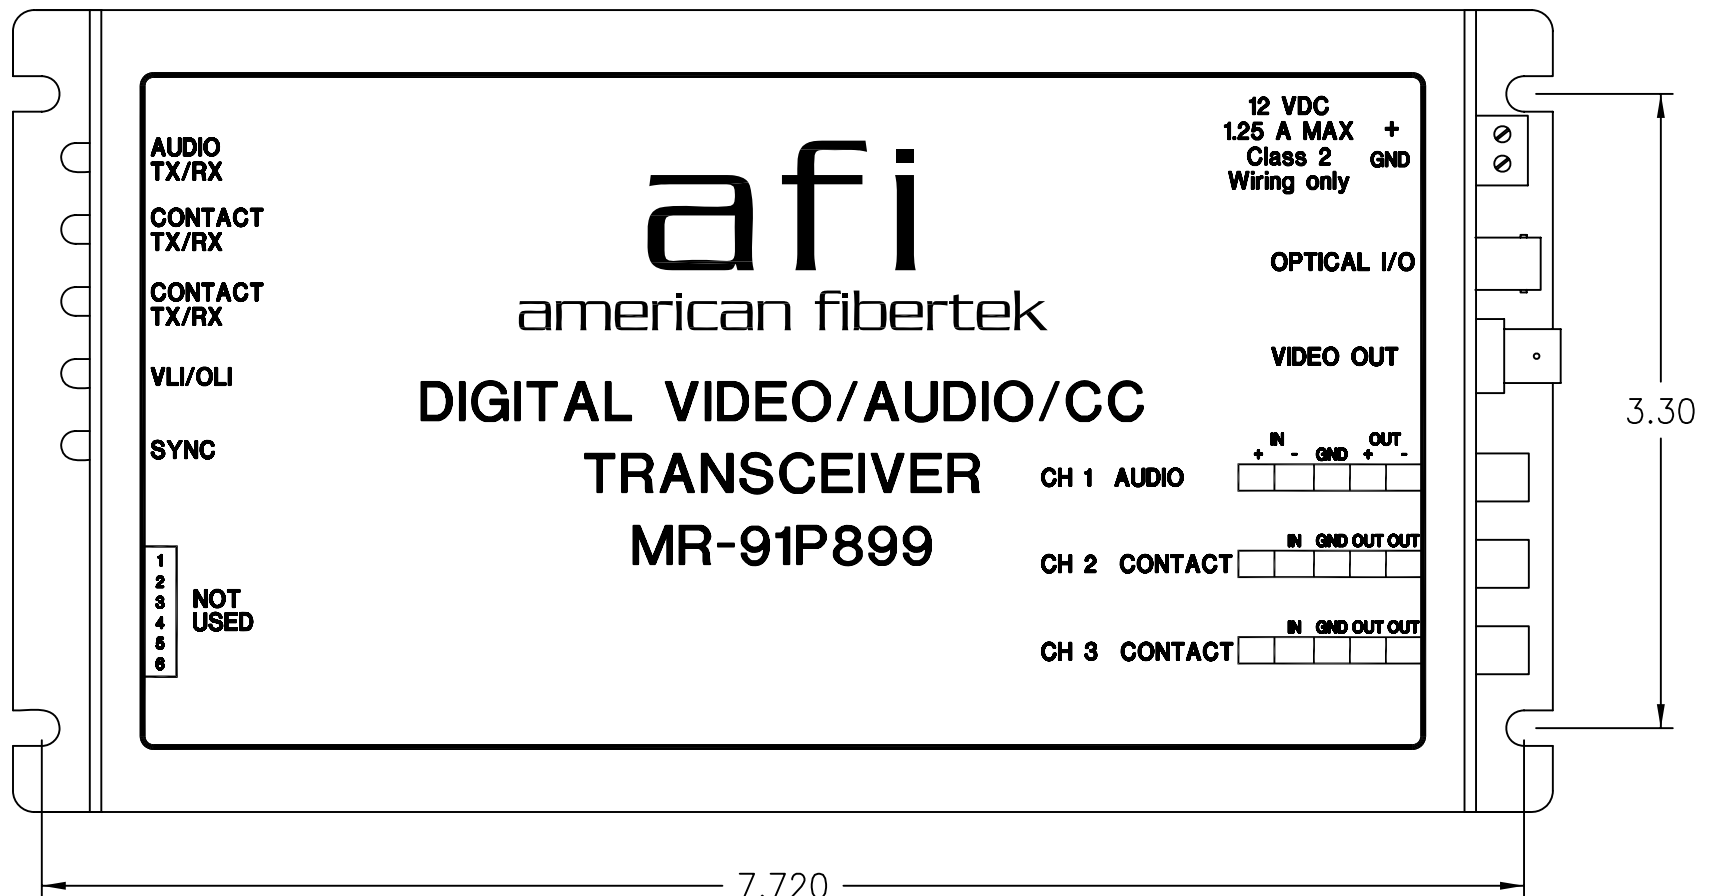 AUDIO
TX/RX
CONTACT
TX/RX
CONTACT
TX/RX
VLI/OLI
SYNC
1
2
3
4
5
6
NOT
USED
afi
american fibertek
DIGITAL VIDEO/AUDIO/CC
TRANSCEIVER
MR-91P899
12 VDC
1.25 A MAX +
Class 2 GND
Wiring only
OPTICAL I/O
VIDEO OUT
IN OUT
+ - GND + -
CH 1 AUDIO
IN GND OUT OUT
CH 2 CONTACT
IN GND OUT OUT
CH 3 CONTACT
3.30
7.720